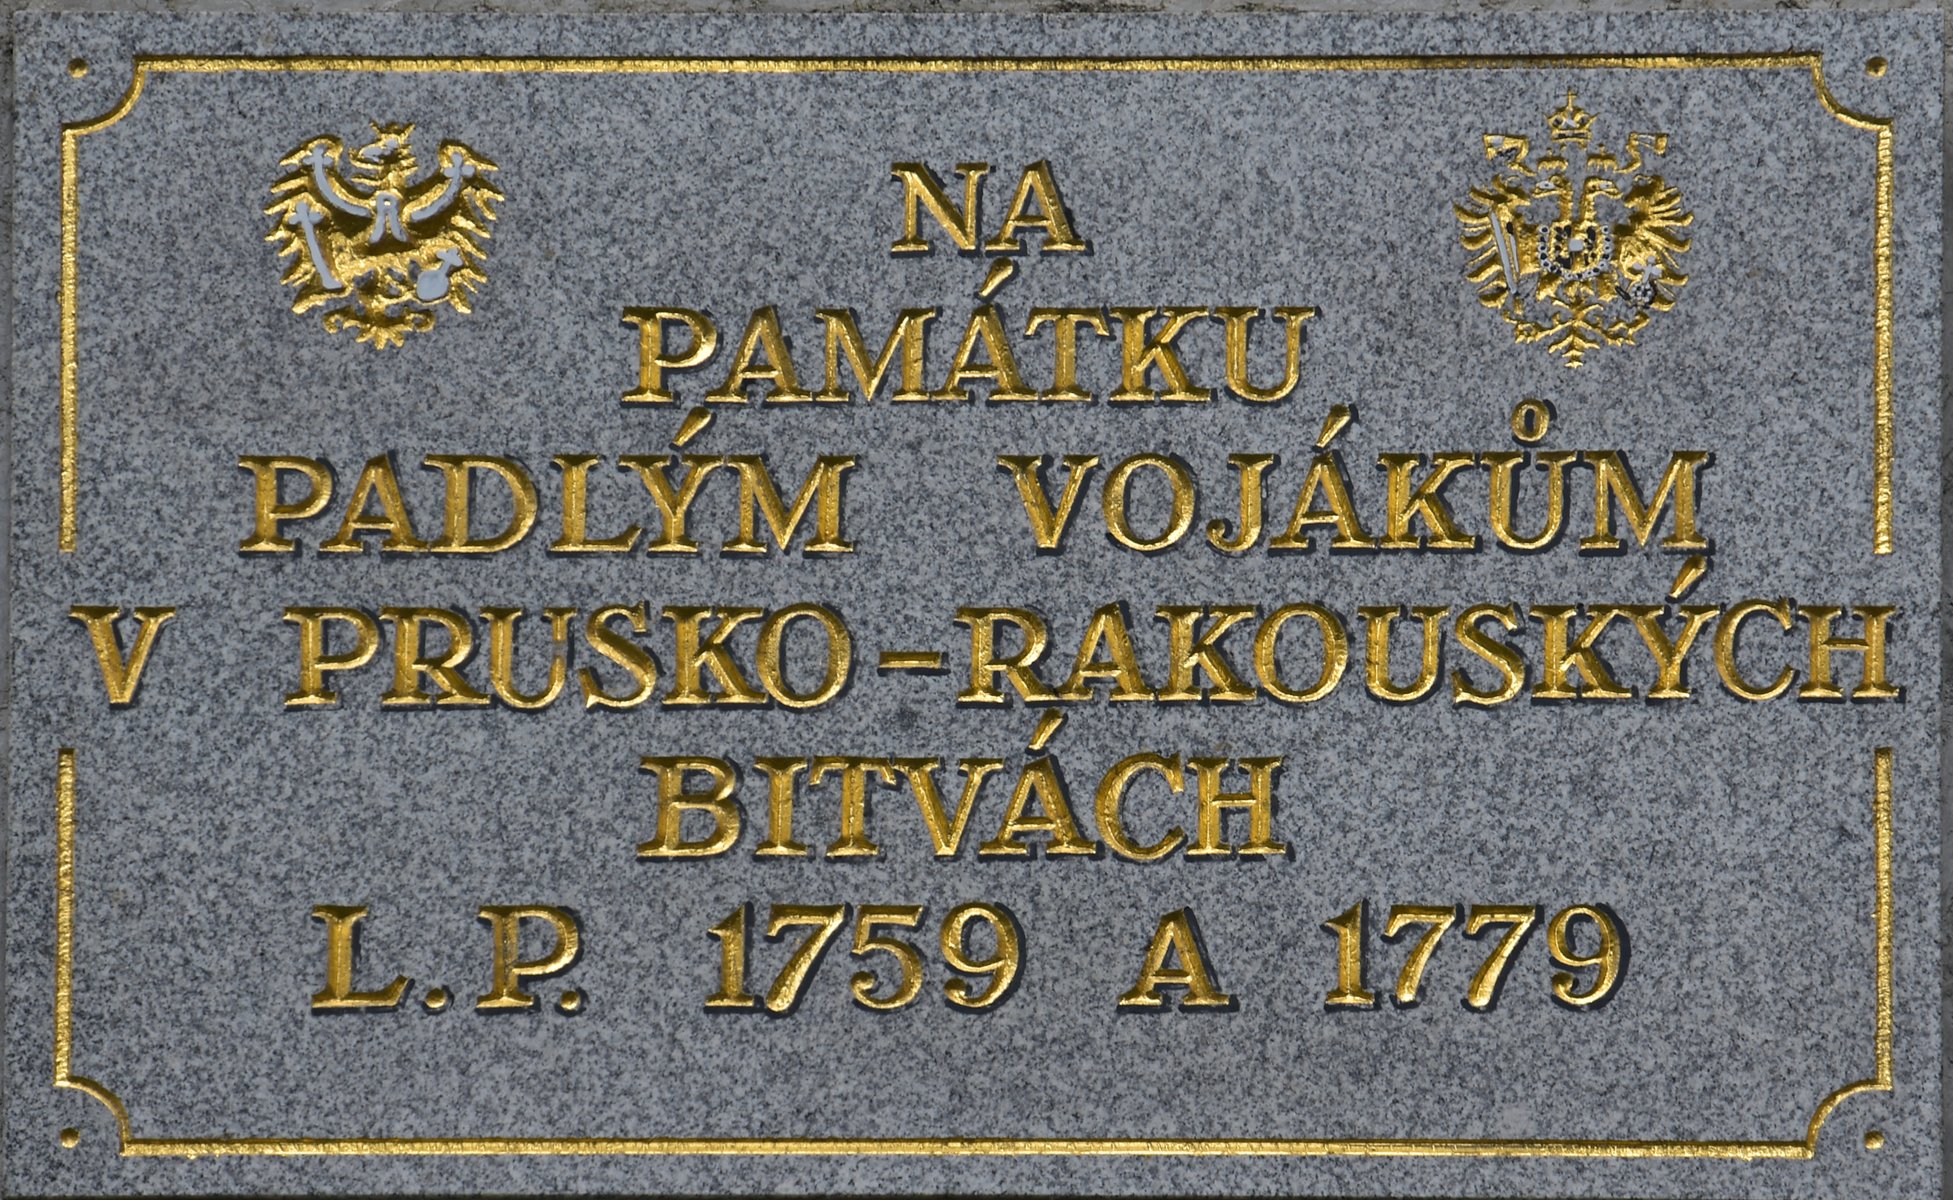 NA
PAMÁTKU
PADLÝM VOJÁKŮM
V PRUSKO-RAKOUSKÝCH
BITVÁCH
L.P. 1759 A 1779